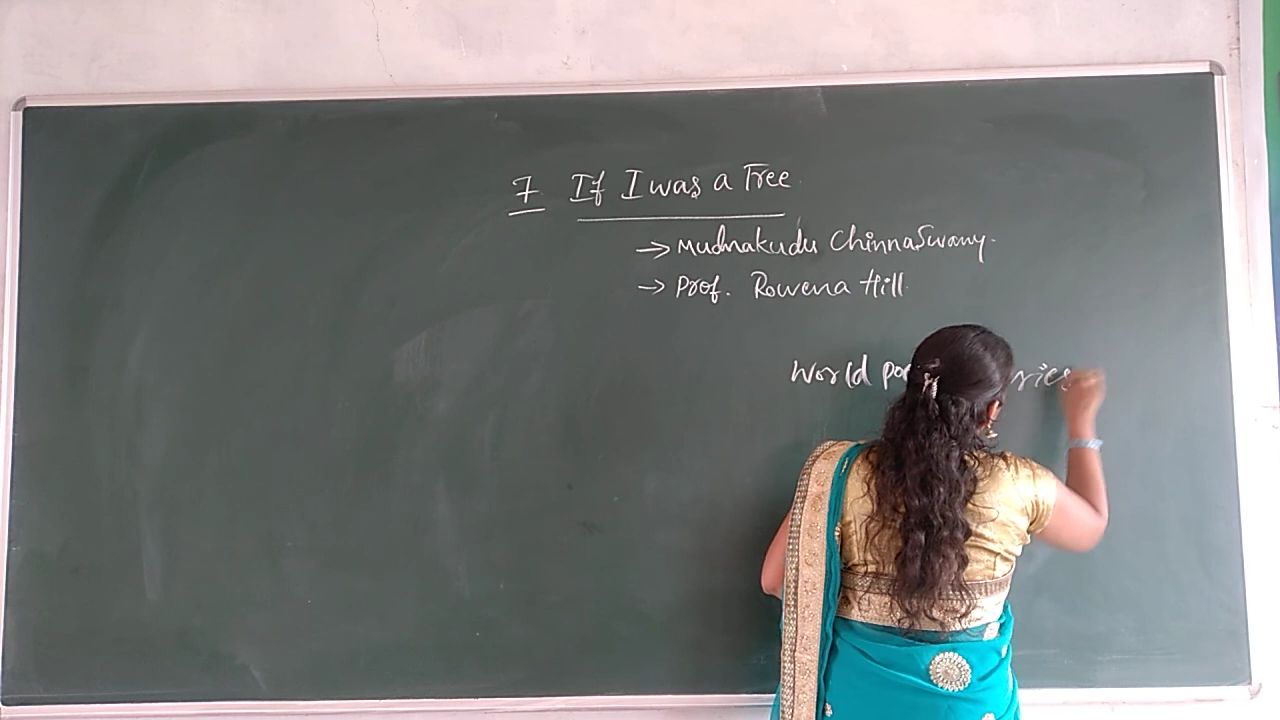 7 If I was a Tree
→ Mudnakudu ChinnaSwamy.
→ Prof. Rowena Hill
World